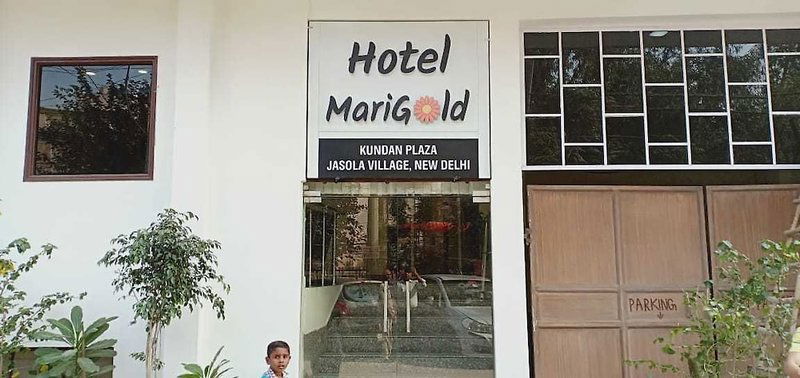 Hotel
MariGold
KUNDAN PLAZA
JASOLA VILLAGE, NEW DELHI
PARKING